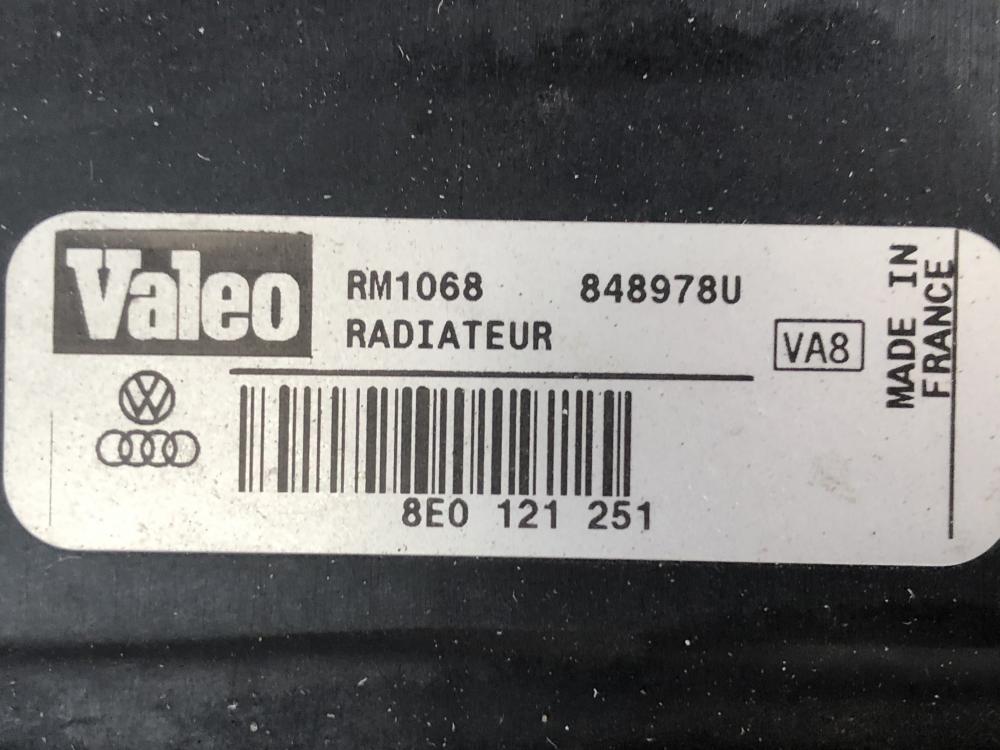 Valeo
RM1068 848978U
RADIATEUR
VA8
MADE IN
FRANCE
8E0 121 251